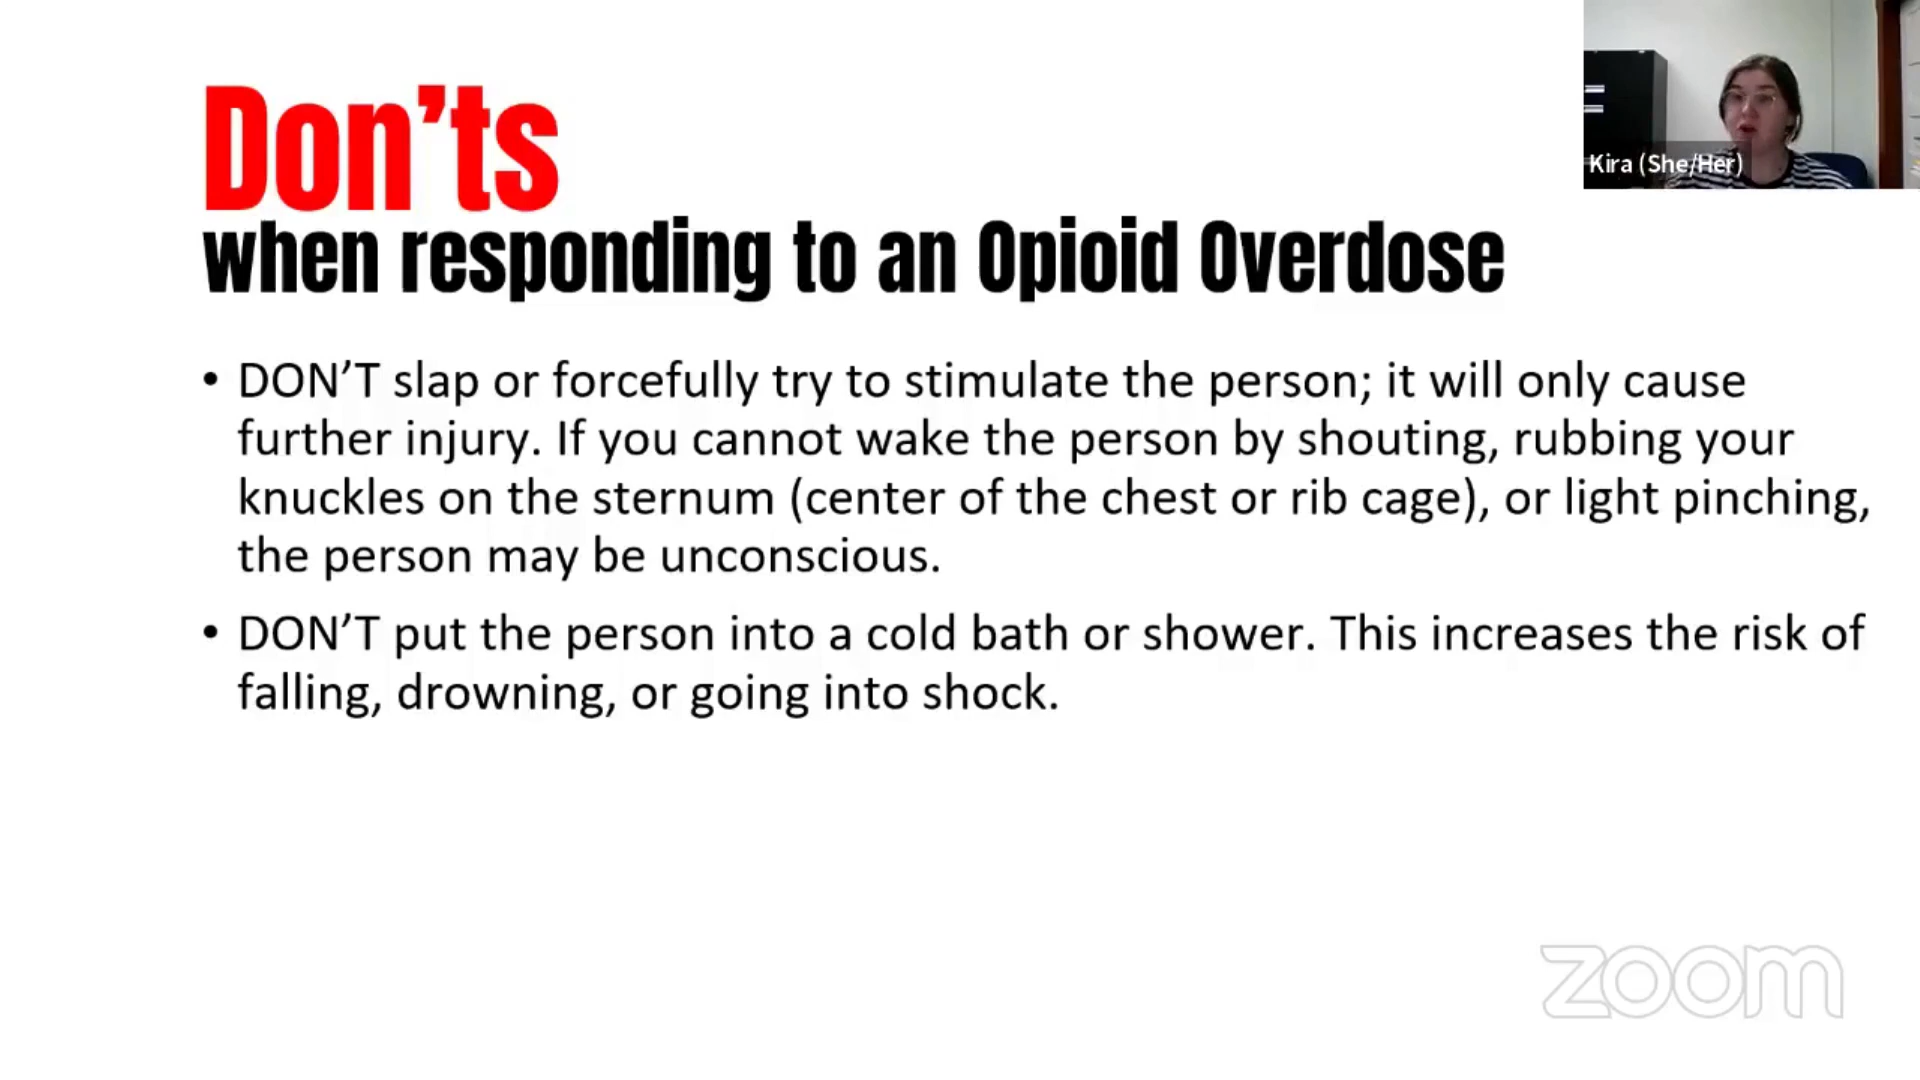 Don’ts
when responding to an Opioid Overdose
Kira (She/Her)
• DON’T slap or forcefully try to stimulate the person; it will only cause
further injury. If you cannot wake the person by shouting, rubbing your
knuckles on the sternum (center of the chest or rib cage), or light pinching,
the person may be unconscious.
• DON’T put the person into a cold bath or shower. This increases the risk of
falling, drowning, or going into shock.
zoom